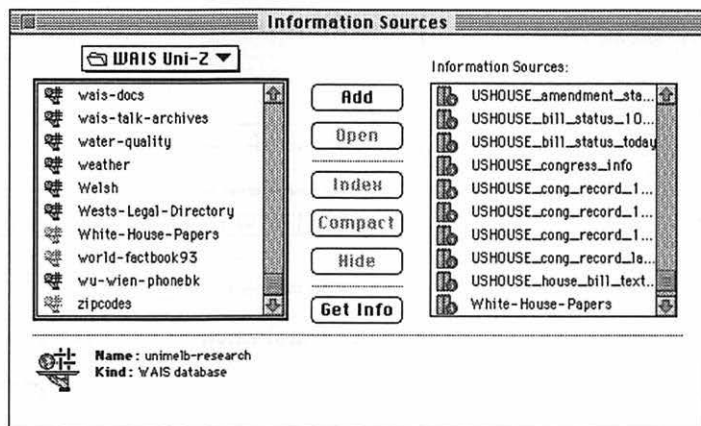 Information Sources
WAIS Uni-Z
Information Sources:
wais-docs
wais-talk-archives
water-quality
weather
Welsh
Wests-Legal-Directory
White-House-Papers
world-factbook93
wu-wien-phonebk
zipcodes
Add
Open
Index
Compact
Hide
Get Info
USHOUSE_amendment_sta...
USHOUSE_bill_status_10...
USHOUSE_bill_status_today
USHOUSE_congress_info
USHOUSE_cong_record_1...
USHOUSE_cong_record_1...
USHOUSE_cong_record_1...
USHOUSE_cong_record_la...
USHOUSE_house_bill_text...
White-House-Papers
Name: unimelb-research
Kind: WAIS database